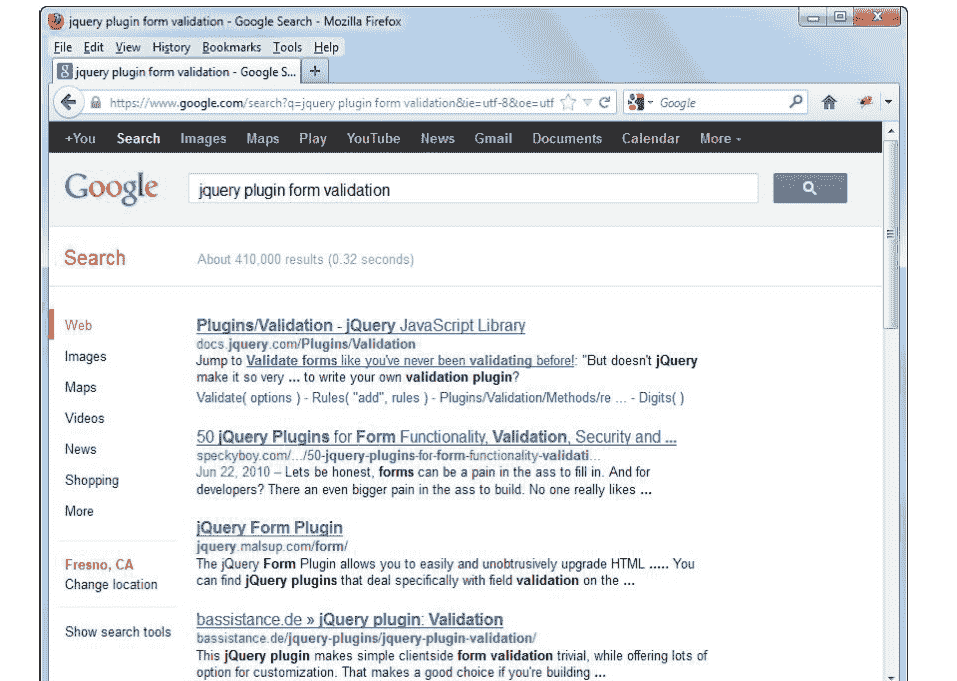 jquery plugin form validation - Google Search - Mozilla Firefox
File Edit View History Bookmarks Tools Help
jquery plugin form validation - Google S... +
https://www.google.com/search?q=jquery plugin form validation&ie=utf-8&oe=utf Google
+You Search Images Maps Play YouTube News Gmail Documents Calendar More
Google jquery plugin form validation
Search About 410,000 results (0.32 seconds)
Web
Images
Maps
Videos
News
Shopping
More
Fresno, CA
Change location
Show search tools
Plugins/Validation - jQuery JavaScript Library
docs.jquery.com/Plugins/Validation
Jump to Validate forms like you've never been validating before!: "But doesn't jQuery
make it so very ... to write your own validation plugin?
Validate( options ) - Rules( "add", rules ) - Plugins/Validation/Methods/re ... - Digits( )
50 jQuery Plugins for Form Functionality, Validation, Security and ...
speckyboy.com/.../50-jquery-plugins-for-form-functionality-validati...
Jun 22, 2010 – Lets be honest, forms can be a pain in the ass to fill in. And for
developers? There an even bigger pain in the ass to build. No one really likes ...
jQuery Form Plugin
jquery.malsup.com/form/
The jQuery Form Plugin allows you to easily and unobtrusively upgrade HTML ..... You
can find jQuery plugins that deal specifically with field validation on the ...
bassistance.de » jQuery plugin: Validation
bassistance.de/jquery-plugins/jquery-plugin-validation/
This jQuery plugin makes simple clientside form validation trivial, while offering lots of
option for customization. That makes a good choice if you're building ...